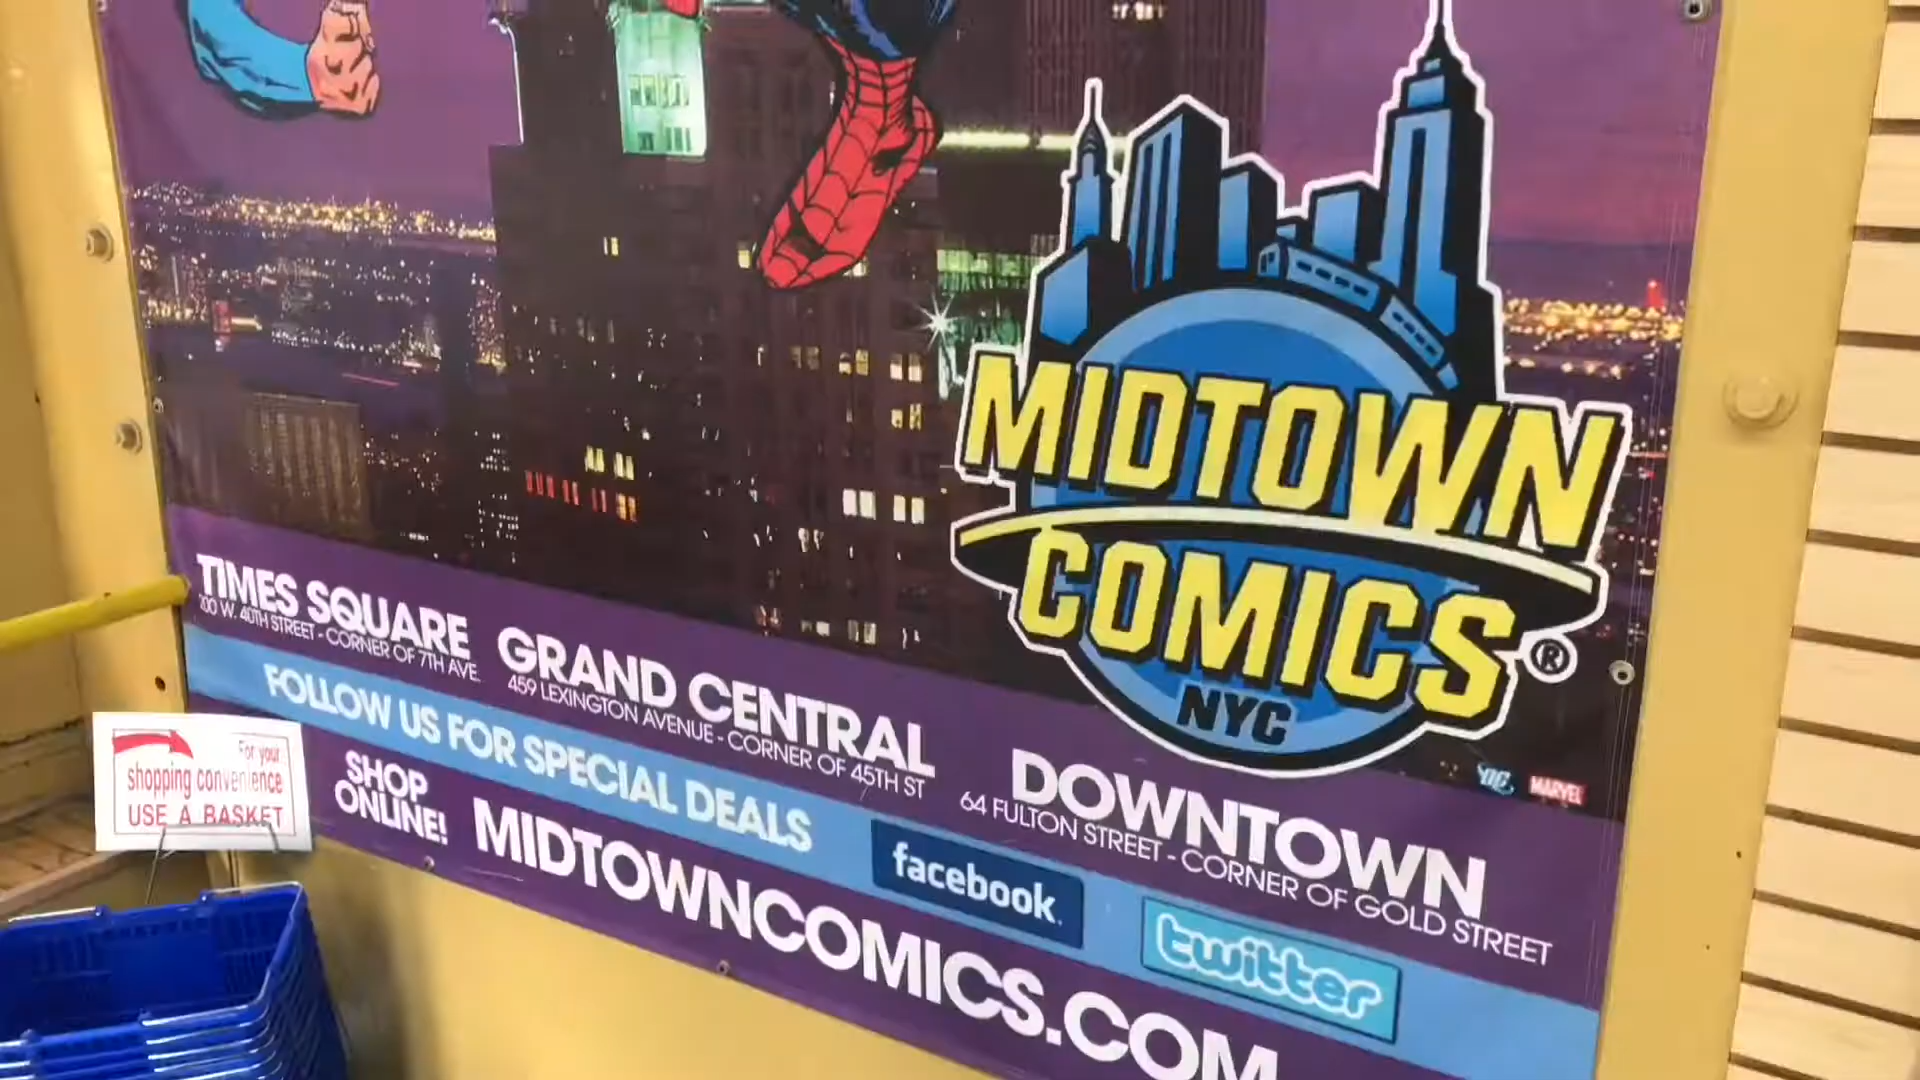 MIDTOWN
COMICS®
NYC
DC MARVEL
TIMES SQUARE
200 W. 40TH STREET - CORNER OF 7TH AVE.
GRAND CENTRAL
459 LEXINGTON AVENUE - CORNER OF 45TH ST
DOWNTOWN
64 FULTON STREET - CORNER OF GOLD STREET
FOLLOW US FOR SPECIAL DEALS
facebook.
twitter
SHOP
ONLINE!
MIDTOWNCOMICS.COM
For your
shopping convenience
USE A BASKET